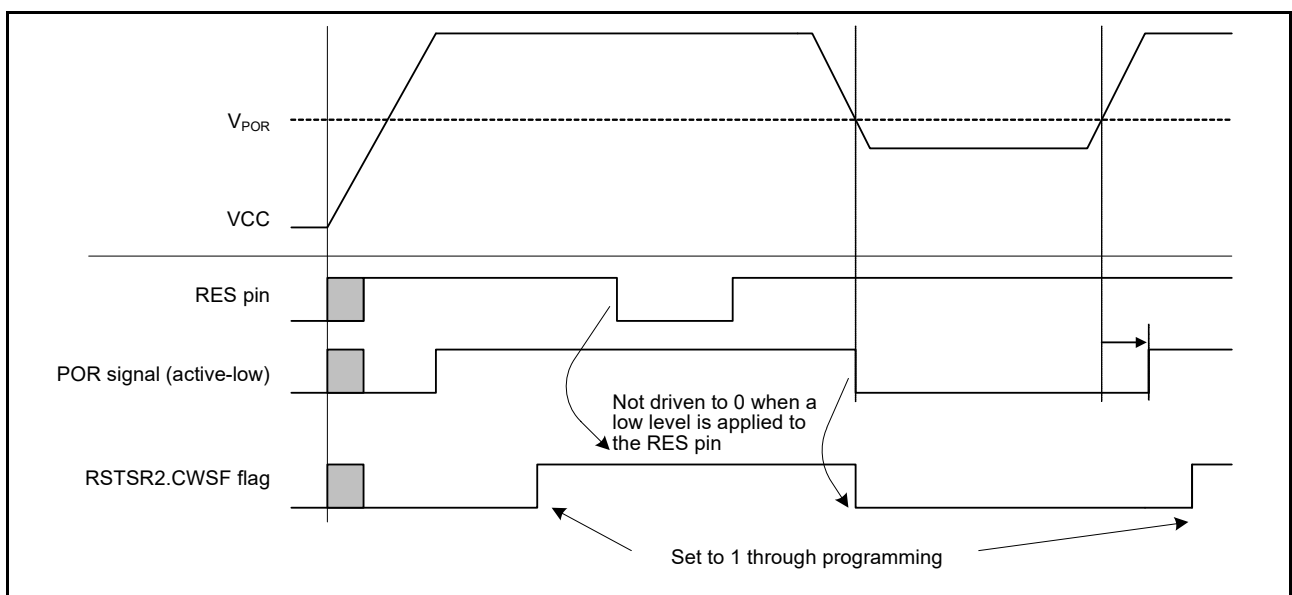 VPOR
VCC
RES pin
POR signal (active-low)
Not driven to 0 when a
low level is applied to
the RES pin
RSTSR2.CWSF flag
Set to 1 through programming